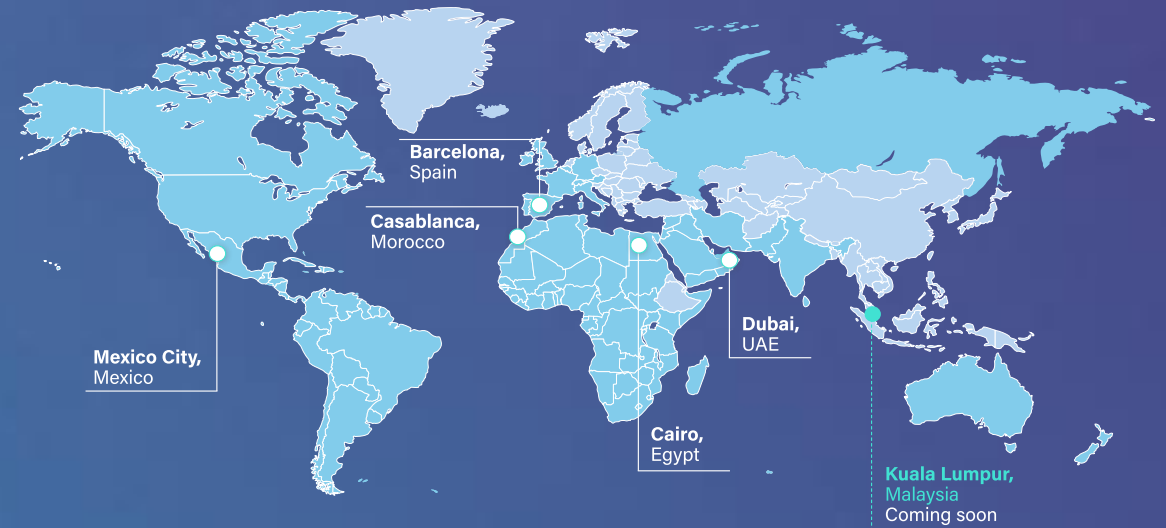 Barcelona,
Spain
Casablanca,
Morocco
Mexico City,
Mexico
Dubai,
UAE
Cairo,
Egypt
Kuala Lumpur,
Malaysia
Coming soon